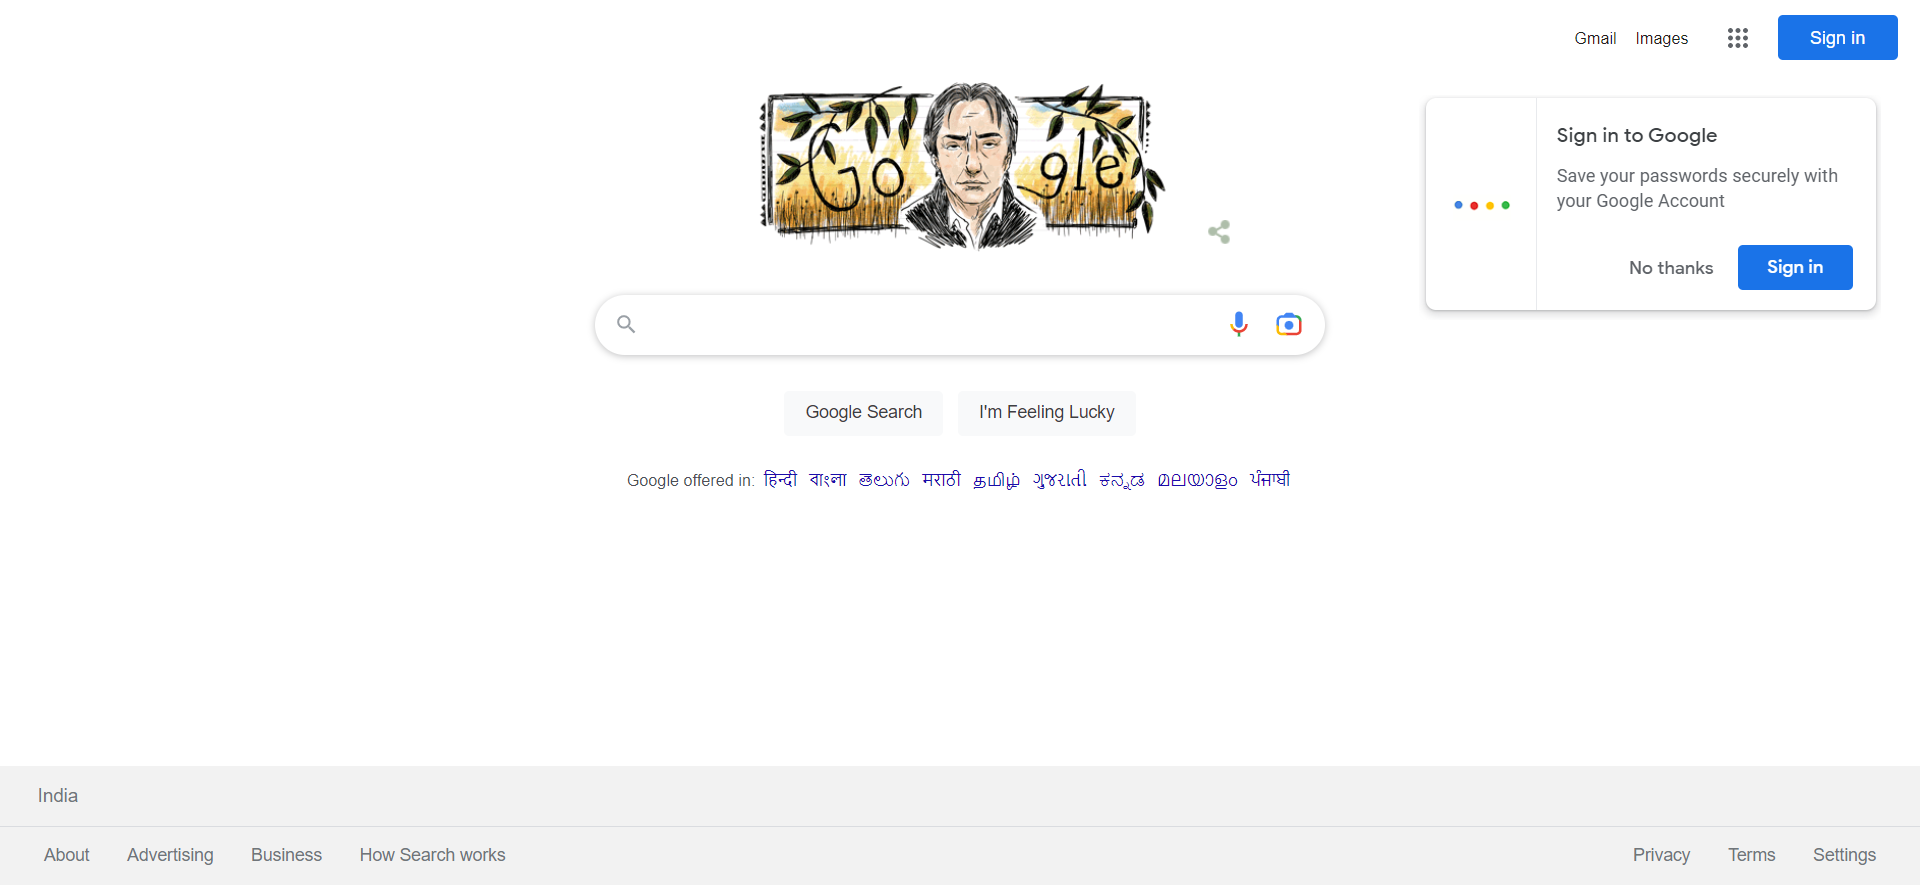 Gmail Images Sign in
Google
Sign in to Google
Save your passwords securely with
your Google Account
No thanks Sign in
Google Search I'm Feeling Lucky
Google offered in: हिन्दी বাংলা తెలుగు मराठी தமிழ் ગુજરાતી ಕನ್ನಡ മലയാളം ਪੰਜਾਬੀ
India
About Advertising Business How Search works Privacy Terms Settings